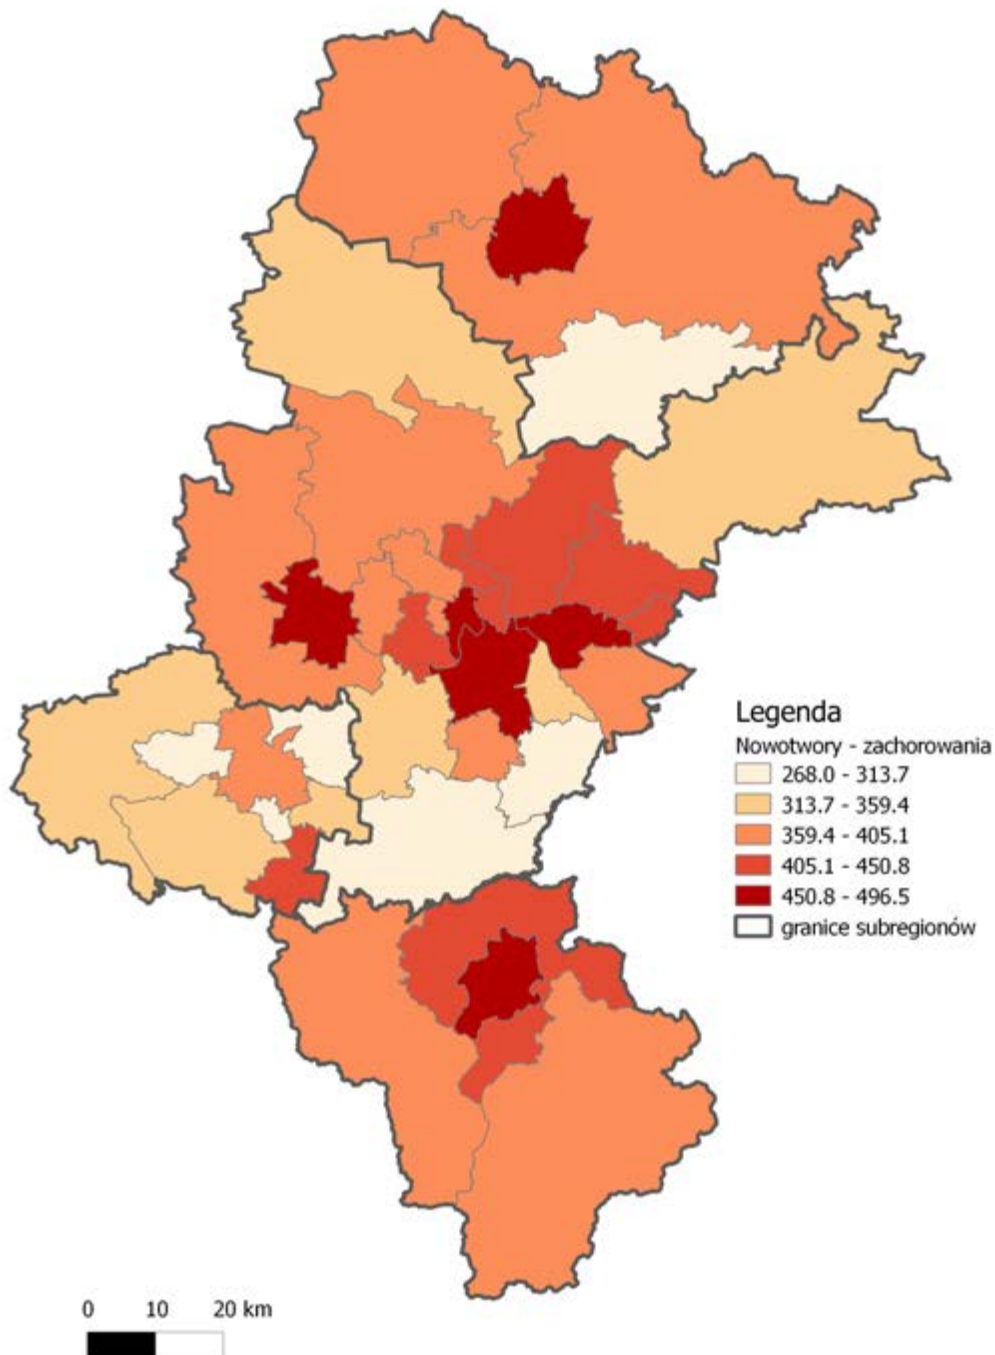 Legenda
Nowotwory - zachorowania
268.0 - 313.7
313.7 - 359.4
359.4 - 405.1
405.1 - 450.8
450.8 - 496.5
granice subregionów
0 10 20 km